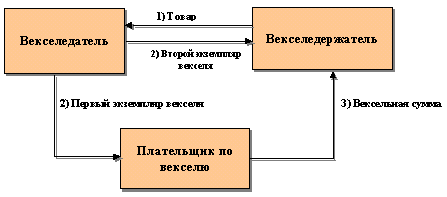 1) Товар
Векселедатель
Векселедержатель
2) Второй экземпляр
векселя
2) Первый экземпляр векселя
3) Вексельная сумма
Плательщик по
векселю